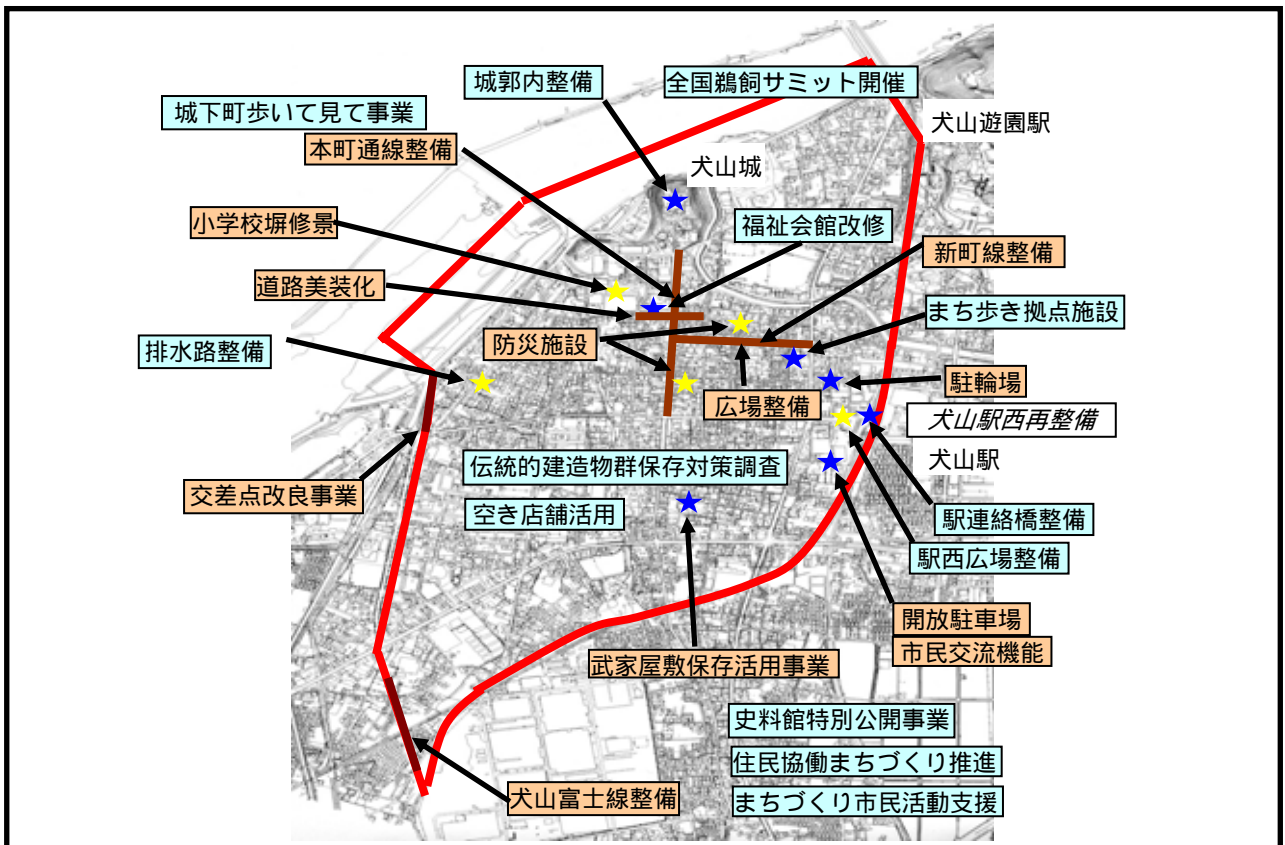 城郭内整備
全国鵜飼サミット開催
城下町歩いて見て事業
犬山遊園駅
本町通線整備
犬山城
小学校塀修景
福祉会館改修
新町線整備
道路美装化
まち歩き拠点施設
排水路整備
防災施設
駐輪場
広場整備
犬山駅西再整備
犬山駅
伝統的建造物群保存対策調査
交差点改良事業
空き店舗活用
駅連絡橋整備
駅西広場整備
開放駐車場
市民交流機能
武家屋敷保存活用事業
史料館特別公開事業
住民協働まちづくり推進
犬山富士線整備
まちづくり市民活動支援